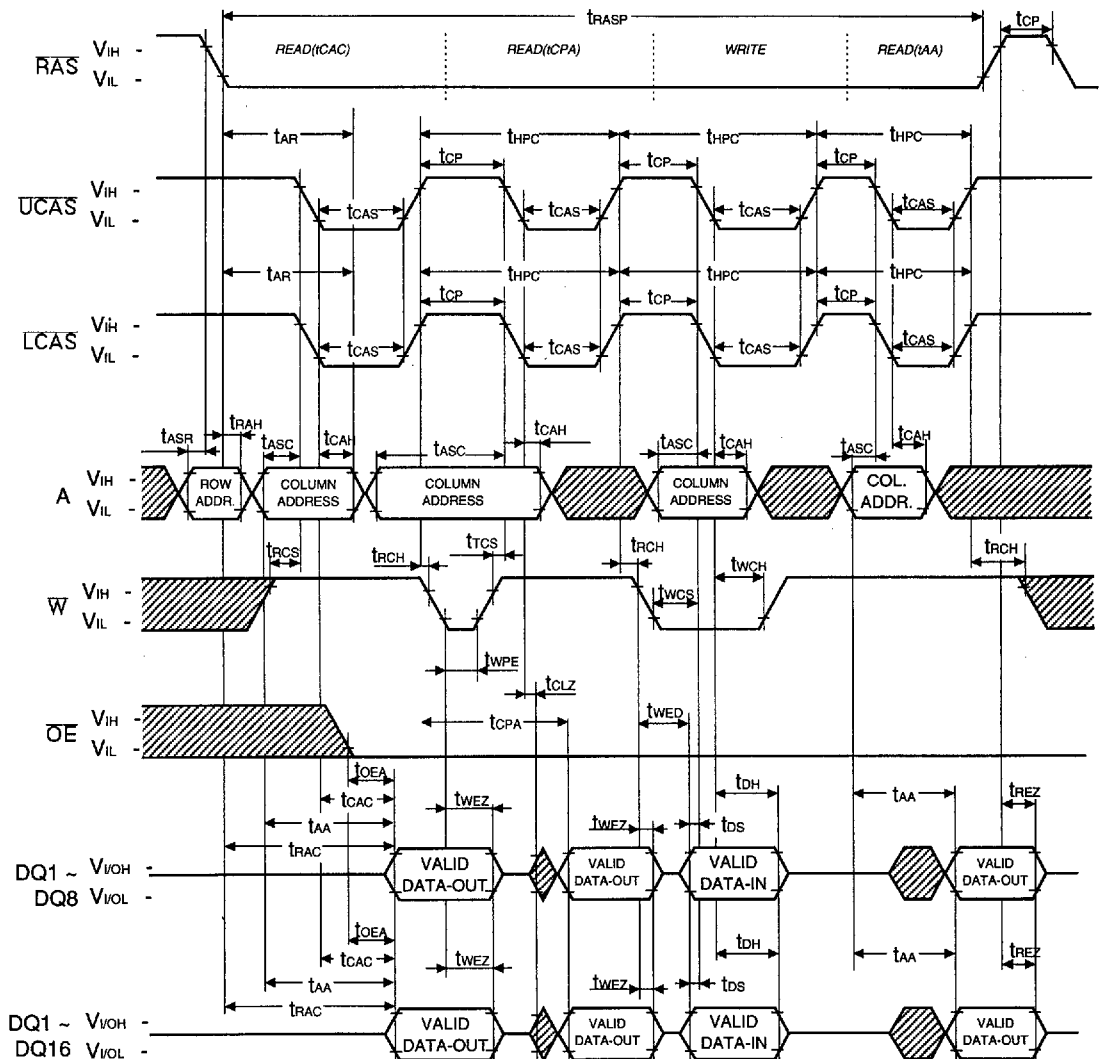 tRASP
tCP
READ(tCAC) READ(tCPA) WRITE READ(tAA)
RAS VIH -
VIL -
tAR tHPC tHPC tHPC
tCP tCP tCP
UCAS VIH -
VIL -
tCAS tCAS tCAS tCAS
tAR tHPC tHPC tHPC
tCP tCP tCP
LCAS VIH -
VIL -
tCAS tCAS tCAS tCAS
tASR tRAH tASC tCAH tASC tCAH tASC tCAH tASC tCAH
A VIH -
VIL -
ROW ADDR.
COLUMN ADDRESS
COLUMN ADDRESS
COLUMN ADDRESS
COL. ADDR.
tRCS tRCH tTCS tRCH tWCH tRCH
W VIH -
VIL -
tWCS
tWPE
tCLZ
OE VIH -
VIL -
tCPA tWED
tOEA
tCAC tWEZ tDH
tAA tWEZ tDS tAA tREZ
tRAC
DQ1 ~ DQ8 VI/OH -
VI/OL -
VALID DATA-OUT
VALID DATA-OUT
VALID DATA-IN
VALID DATA-OUT
tOEA
tCAC tWEZ tDH
tAA tWEZ tDS tAA tREZ
tRAC
DQ1 ~ DQ16 VI/OH -
VI/OL -
VALID DATA-OUT
VALID DATA-OUT
VALID DATA-IN
VALID DATA-OUT